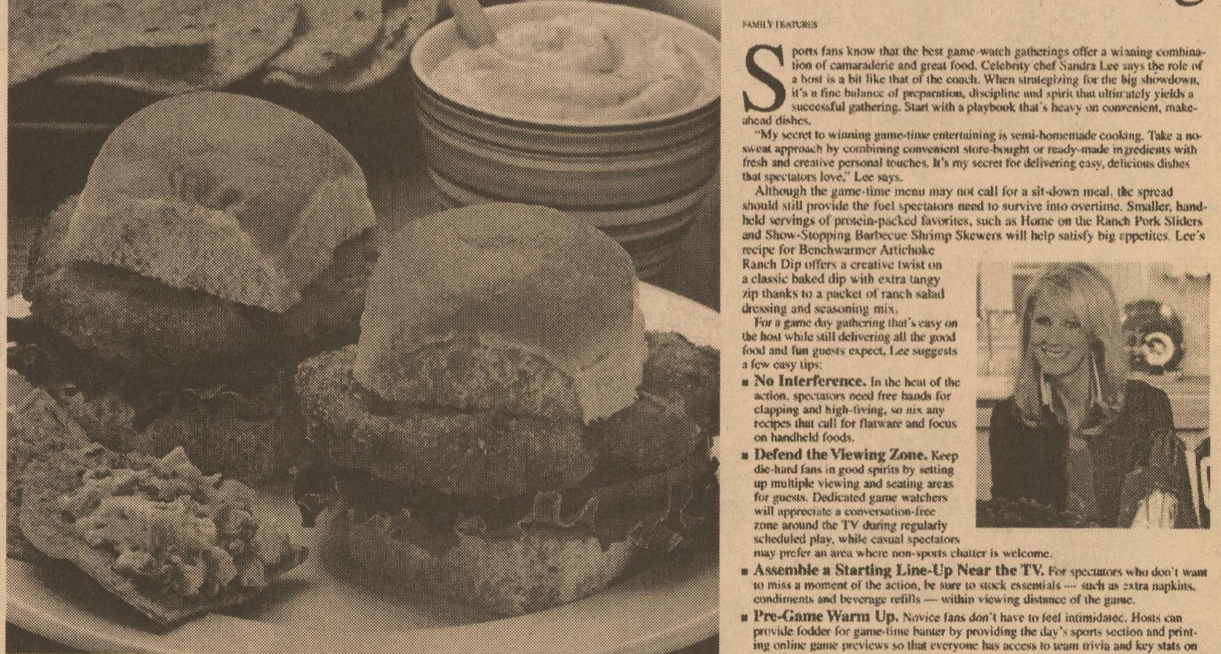 FAMILY FEATURES
Sports fans know that the best game-watch gatherings offer a winning combina-
tion of camaraderie and great food. Celebrity chef Sandra Lee says the role of
a host is a bit like that of the coach. When strategizing for the big showdown,
it's a fine balance of preparation, discipline and spirit that ultimately yields a
successful gathering. Start with a playbook that's heavy on convenient, make-
ahead dishes.
"My secret to winning game-time entertaining is semi-homemade cooking. Take a no-
sweat approach by combining convenient store-bought or ready-made ingredients with
fresh and creative personal touches. It's my secret for delivering easy, delicious dishes
that spectators love," Lee says.
Although the game-time menu may not call for a sit-down meal, the spread
should still provide the fuel spectators need to survive into overtime. Smaller, hand-
held servings of protein-packed favorites, such as Home on the Ranch Pork Sliders
and Show-Stopping Barbecue Shrimp Skewers will help satisfy big appetites. Lee's
recipe for Benchwarmer Artichoke
Ranch Dip offers a creative twist on
a classic baked dip with extra tangy
zip thanks to a packet of ranch salad
dressing and seasoning mix.
For a game day gathering that's easy on
the host while still delivering all the good
food and fun guests expect, Lee suggests
a few easy tips:
■ No Interference. In the heat of the
action, spectators need free hands for
clapping and high-fiving, so nix any
recipes that call for flatware and focus
on handheld foods.
■ Defend the Viewing Zone. Keep
die-hard fans in good spirits by setting
up multiple viewing and seating areas
for guests. Dedicated game watchers
will appreciate a conversation-free
zone around the TV during regularly
scheduled play, while casual spectators
may prefer an area where non-sports chatter is welcome.
■ Assemble a Starting Line-Up Near the TV. For spectators who don't want
to miss a moment of the action, be sure to stock essentials — such as extra napkins,
condiments and beverage refills — within viewing distance of the game.
■ Pre-Game Warm Up. Novice fans don't have to feel intimidated. Hosts can
provide fodder for game-time banter by providing the day's sports section and print-
ing online game previews so that everyone has access to team trivia and key stats on